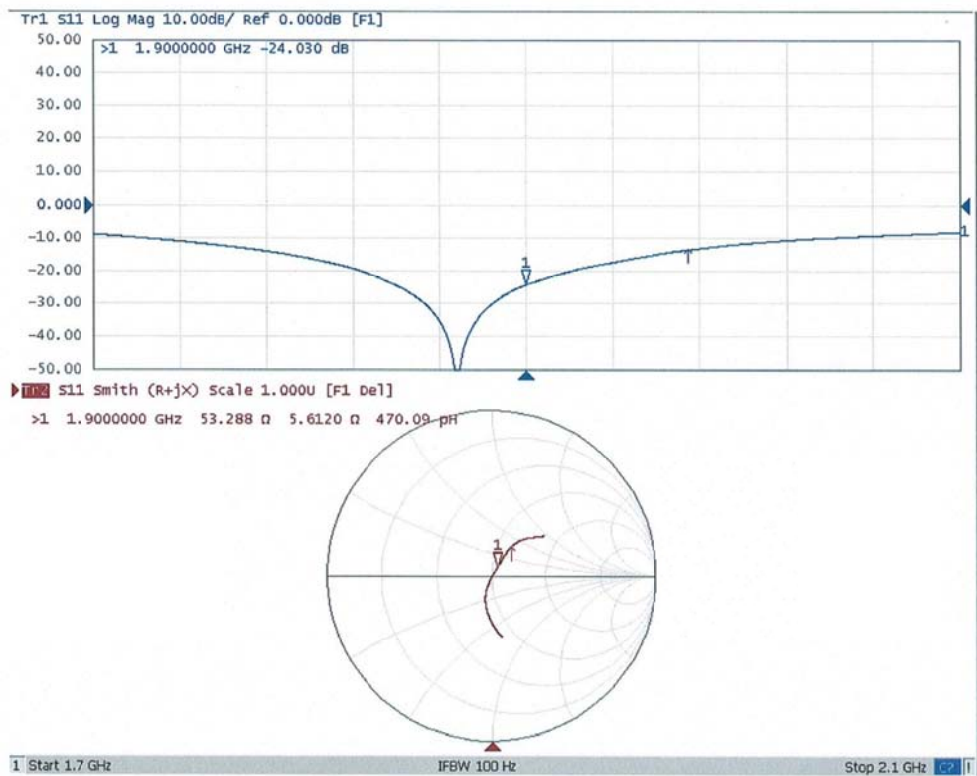 Tr1 S11 Log Mag 10.00dB/ Ref 0.000dB [F1]
50.00
>1 1.9000000 GHz -24.030 dB
40.00
30.00
20.00
10.00
0.000
-10.00
1
1
-20.00
-30.00
-40.00
-50.00
Tr2 S11 Smith (R+jX) Scale 1.000U [F1 Del]
>1 1.9000000 GHz 53.288 Ω 5.6120 Ω 470.09 pH
1
1 Start 1.7 GHz IFBW 100 Hz Stop 2.1 GHz C?